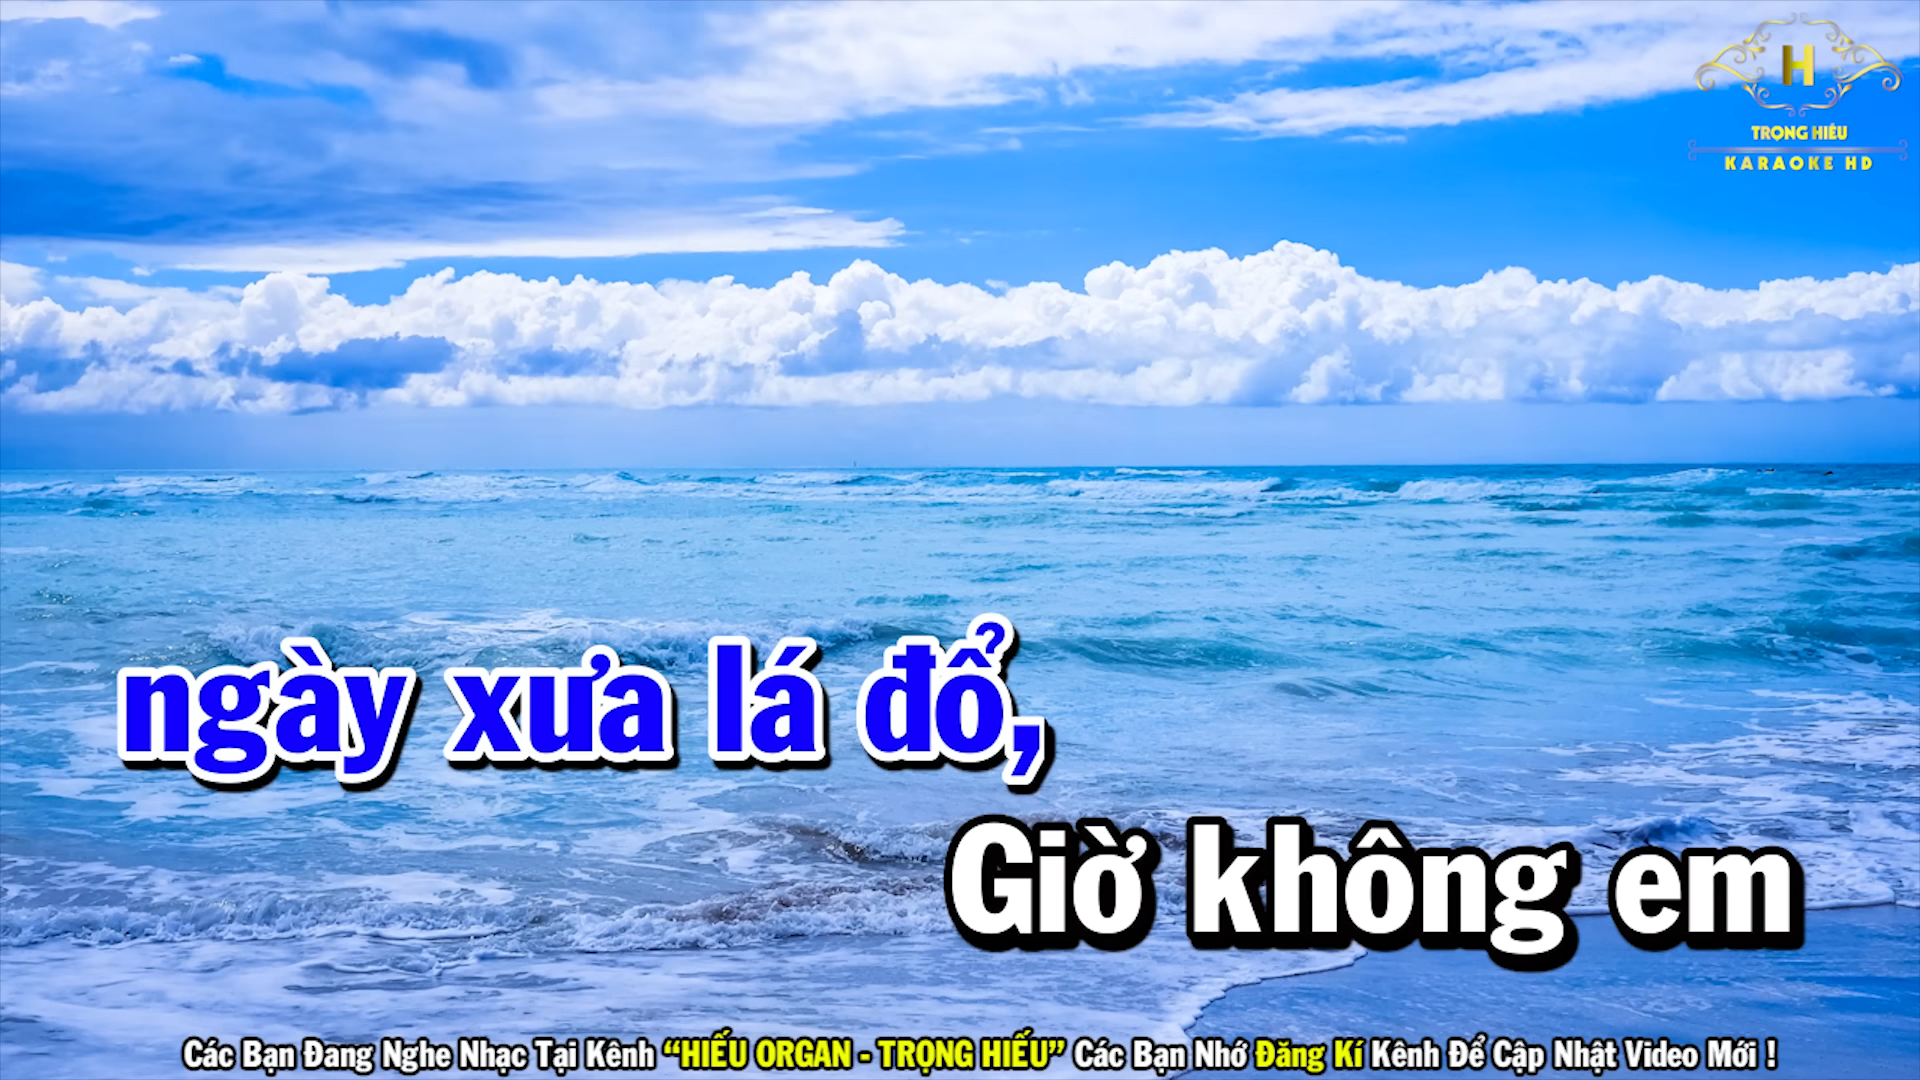 H
TRỌNG HIẾU
KARAOKE HD
ngày xưa lá đổ,
Giờ không em
Các Bạn Đang Nghe Nhạc Tại Kênh “HIẾU ORGAN - TRỌNG HIẾU” Các Bạn Nhớ Đăng Kí Kênh Để Cập Nhật Video Mới !